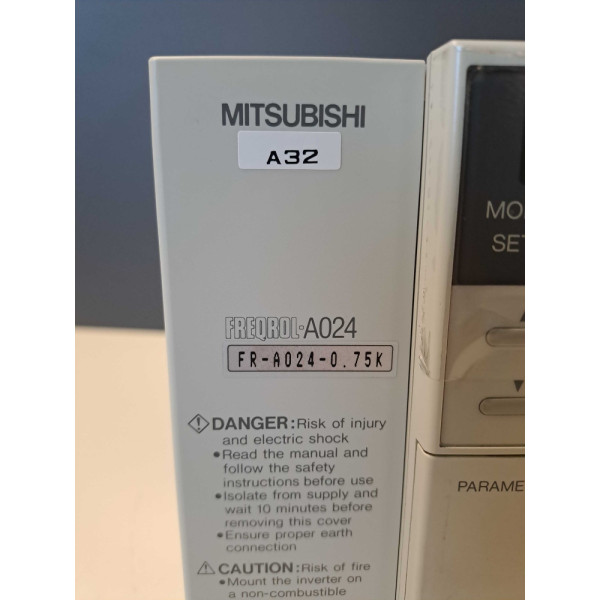 MITSUBISHI
A32
FREQROL-A024
FR-A024-0.75K
DANGER: Risk of injury
and electric shock
•Read the manual and
follow the safety
instructions before use
•Isolate from supply and
wait 10 minutes before
removing this cover
•Ensure proper earth
connection
CAUTION: Risk of fire
•Mount the inverter on
a non-combustible
MO
SET
PARAME